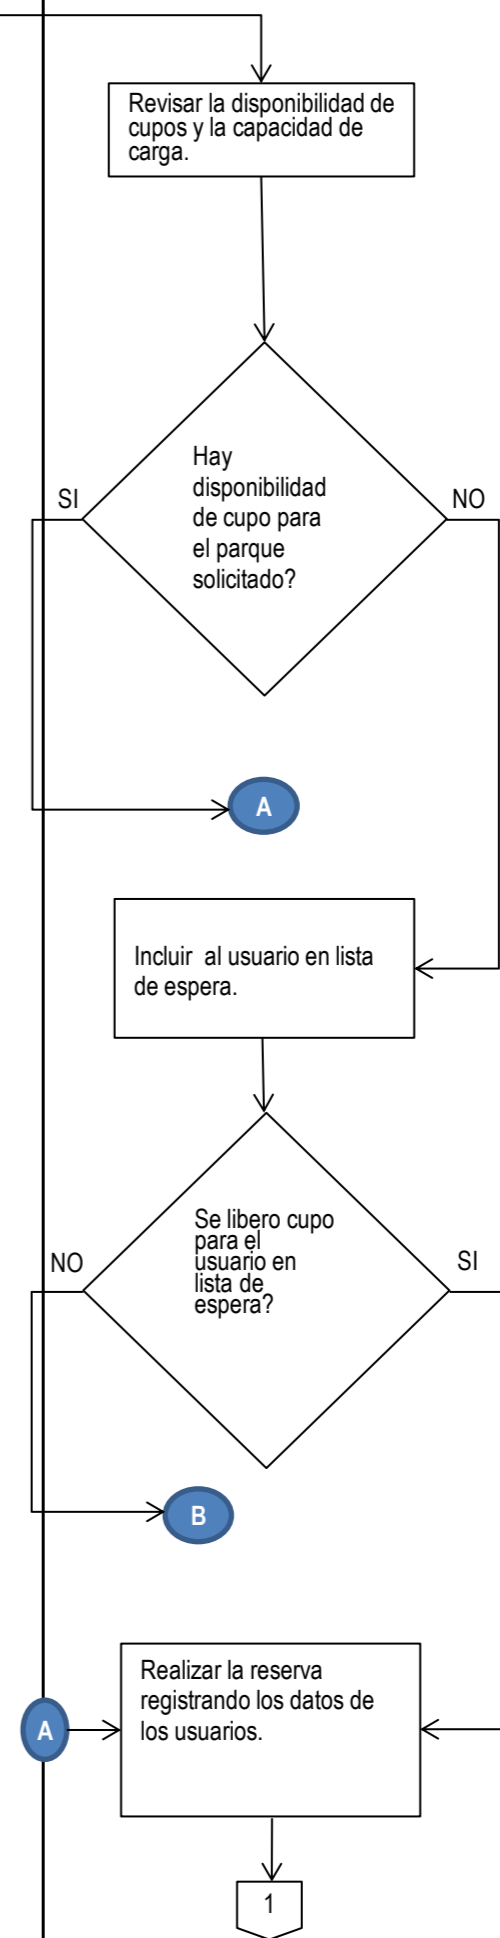 Revisar la disponibilidad de
cupos y la capacidad de
carga.
Hay
disponibilidad
de cupo para
el parque
solicitado?
SI
NO
A
Incluir  al usuario en lista
de espera.
Se libero cupo
para el
usuario en
lista de
espera?
NO
SI
B
Realizar la reserva
registrando los datos de
los usuarios.
A
1